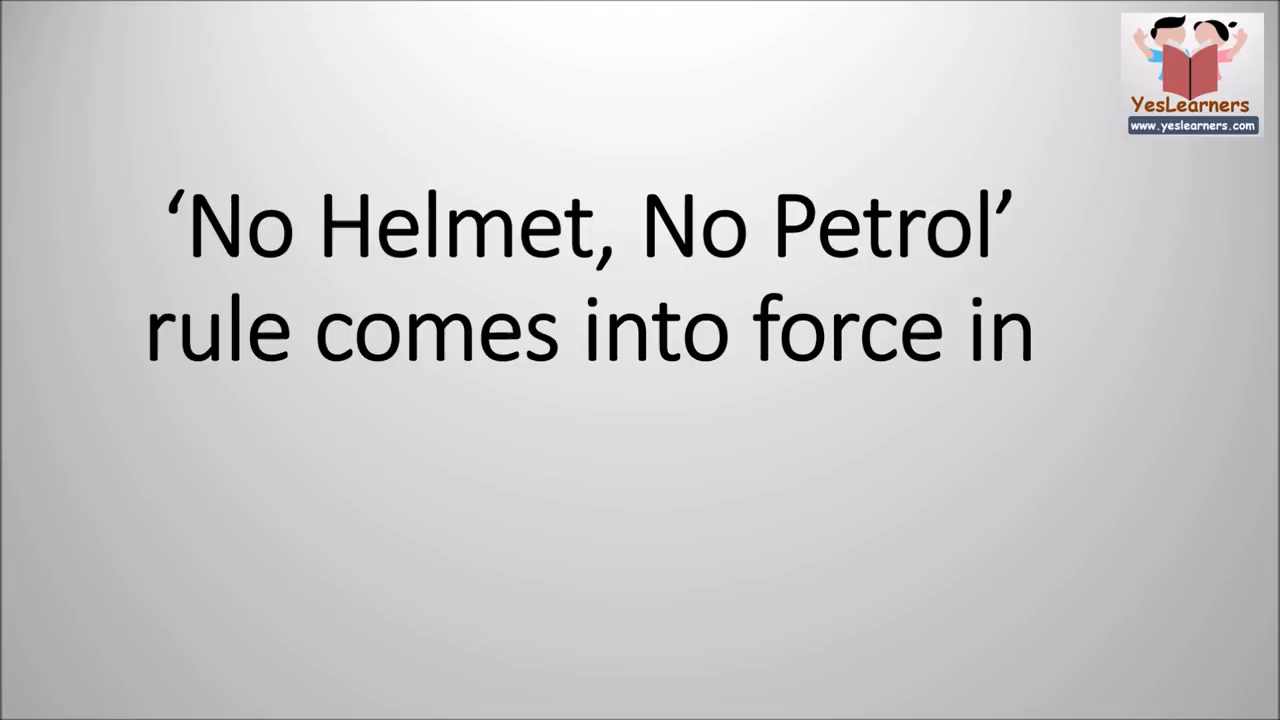 YesLearners
www.yeslearners.com
‘No Helmet, No Petrol’
rule comes into force in